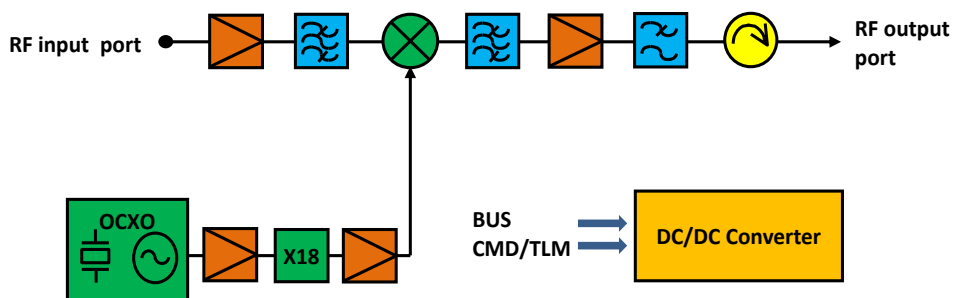 RF input port
RF output
port
OCXO
X18
BUS
CMD/TLM
DC/DC Converter